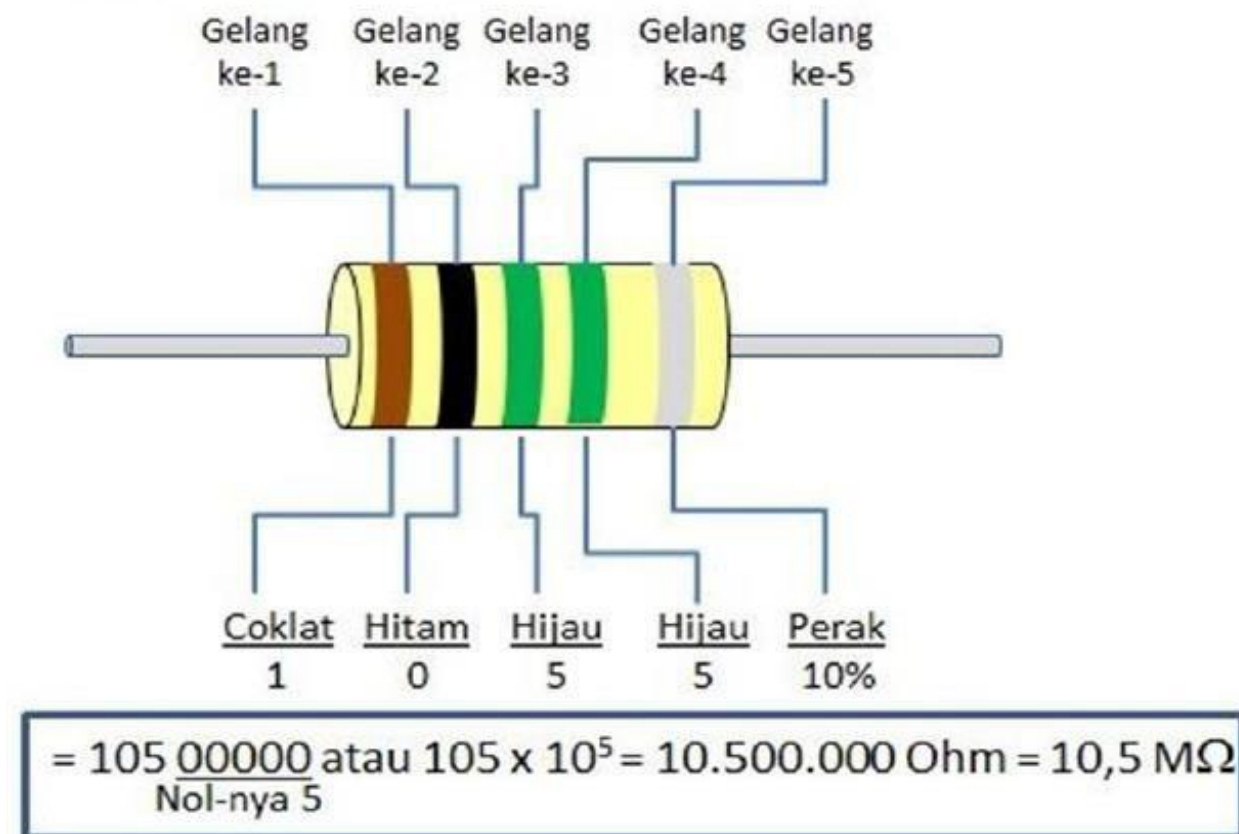 Gelang Gelang Gelang Gelang Gelang
ke-1 ke-2 ke-3 ke-4 ke-5
Coklat Hitam Hijau Hijau Perak
1 0 5 5 10%
= 105 00000 atau 105 x 10⁵ = 10.500.000 Ohm = 10,5 MΩ
Nol-nya 5